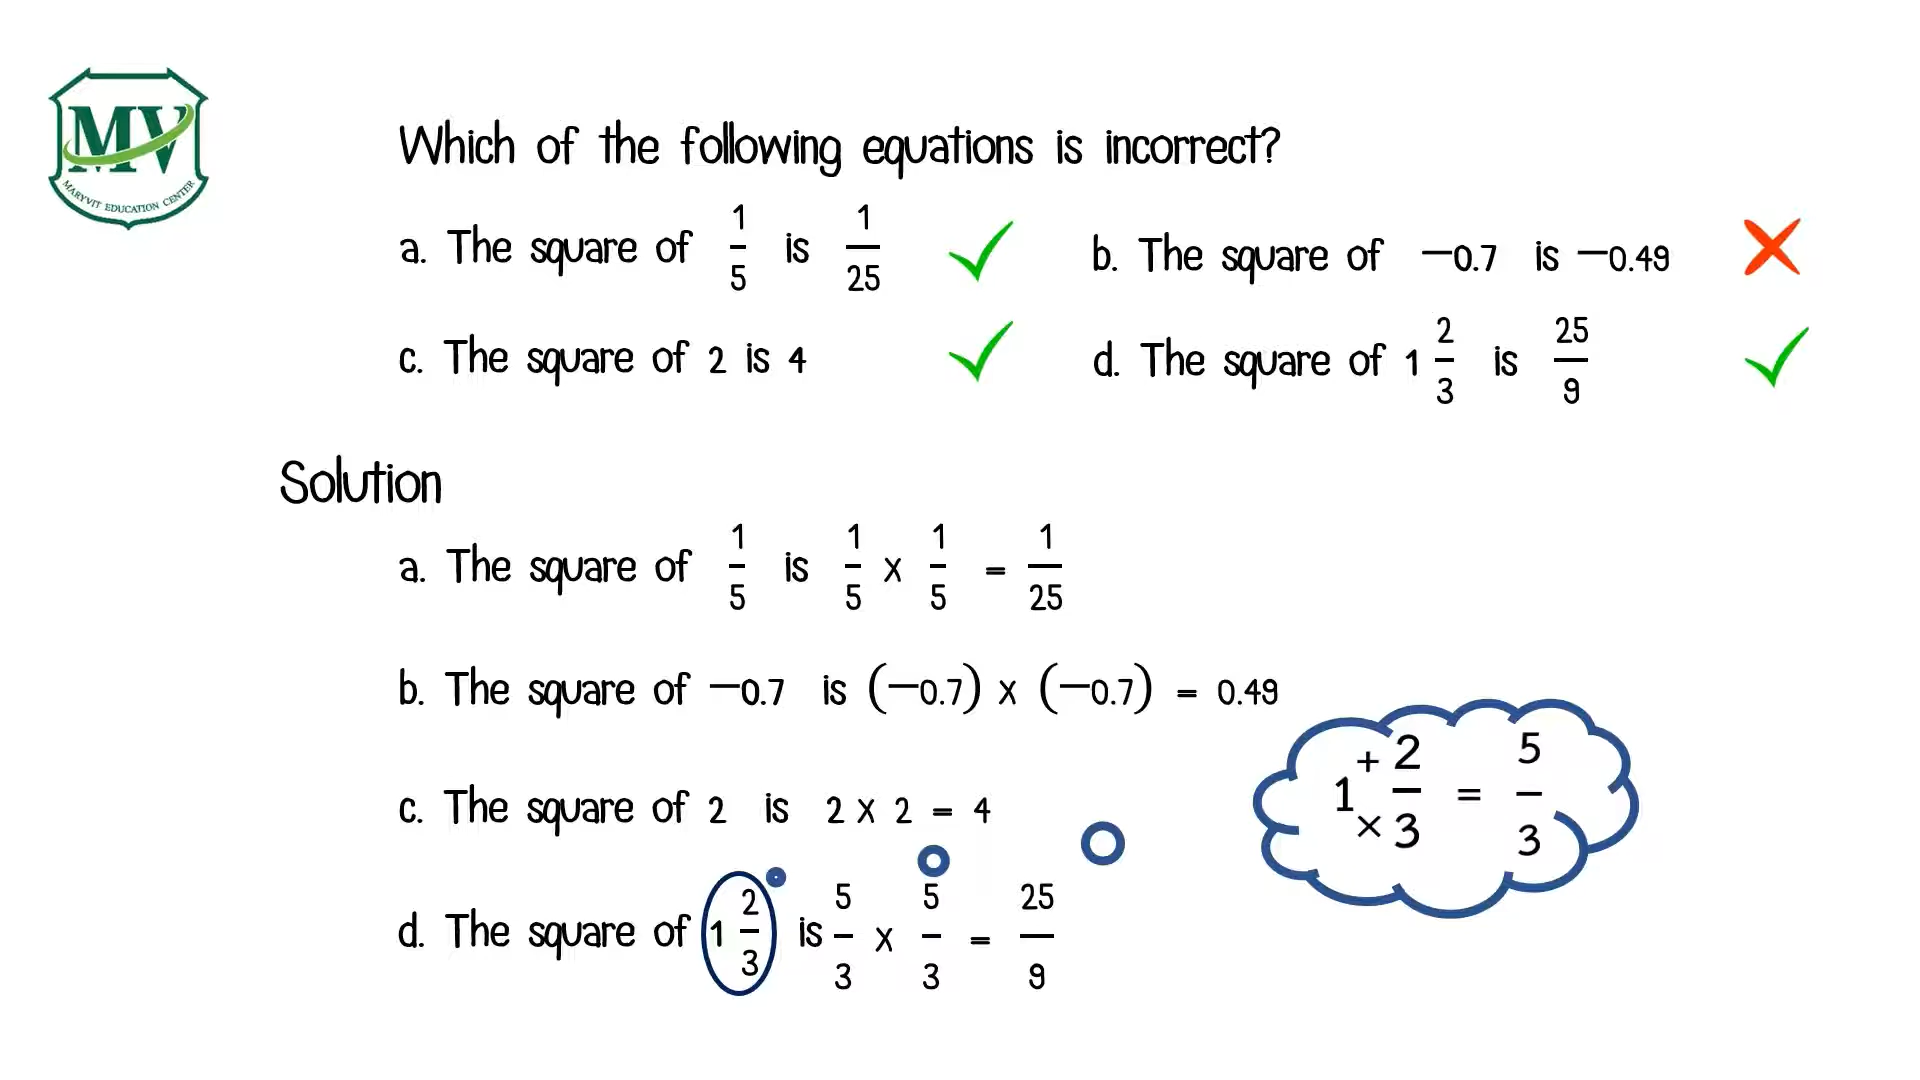 MV
MARYVIT EDUCATION CENTER
Which of the following equations is incorrect?
a. The square of 1/5 is 1/25
b. The square of −0.7 is −0.49
c. The square of 2 is 4
d. The square of 1 2/3 is 25/9
Solution
a. The square of 1/5 is 1/5 x 1/5 = 1/25
b. The square of −0.7 is (−0.7) x (−0.7) = 0.49
c. The square of 2 is 2 x 2 = 4
1 + 2 × 3 = 5/3
d. The square of 1 2/3 is 5/3 x 5/3 = 25/9